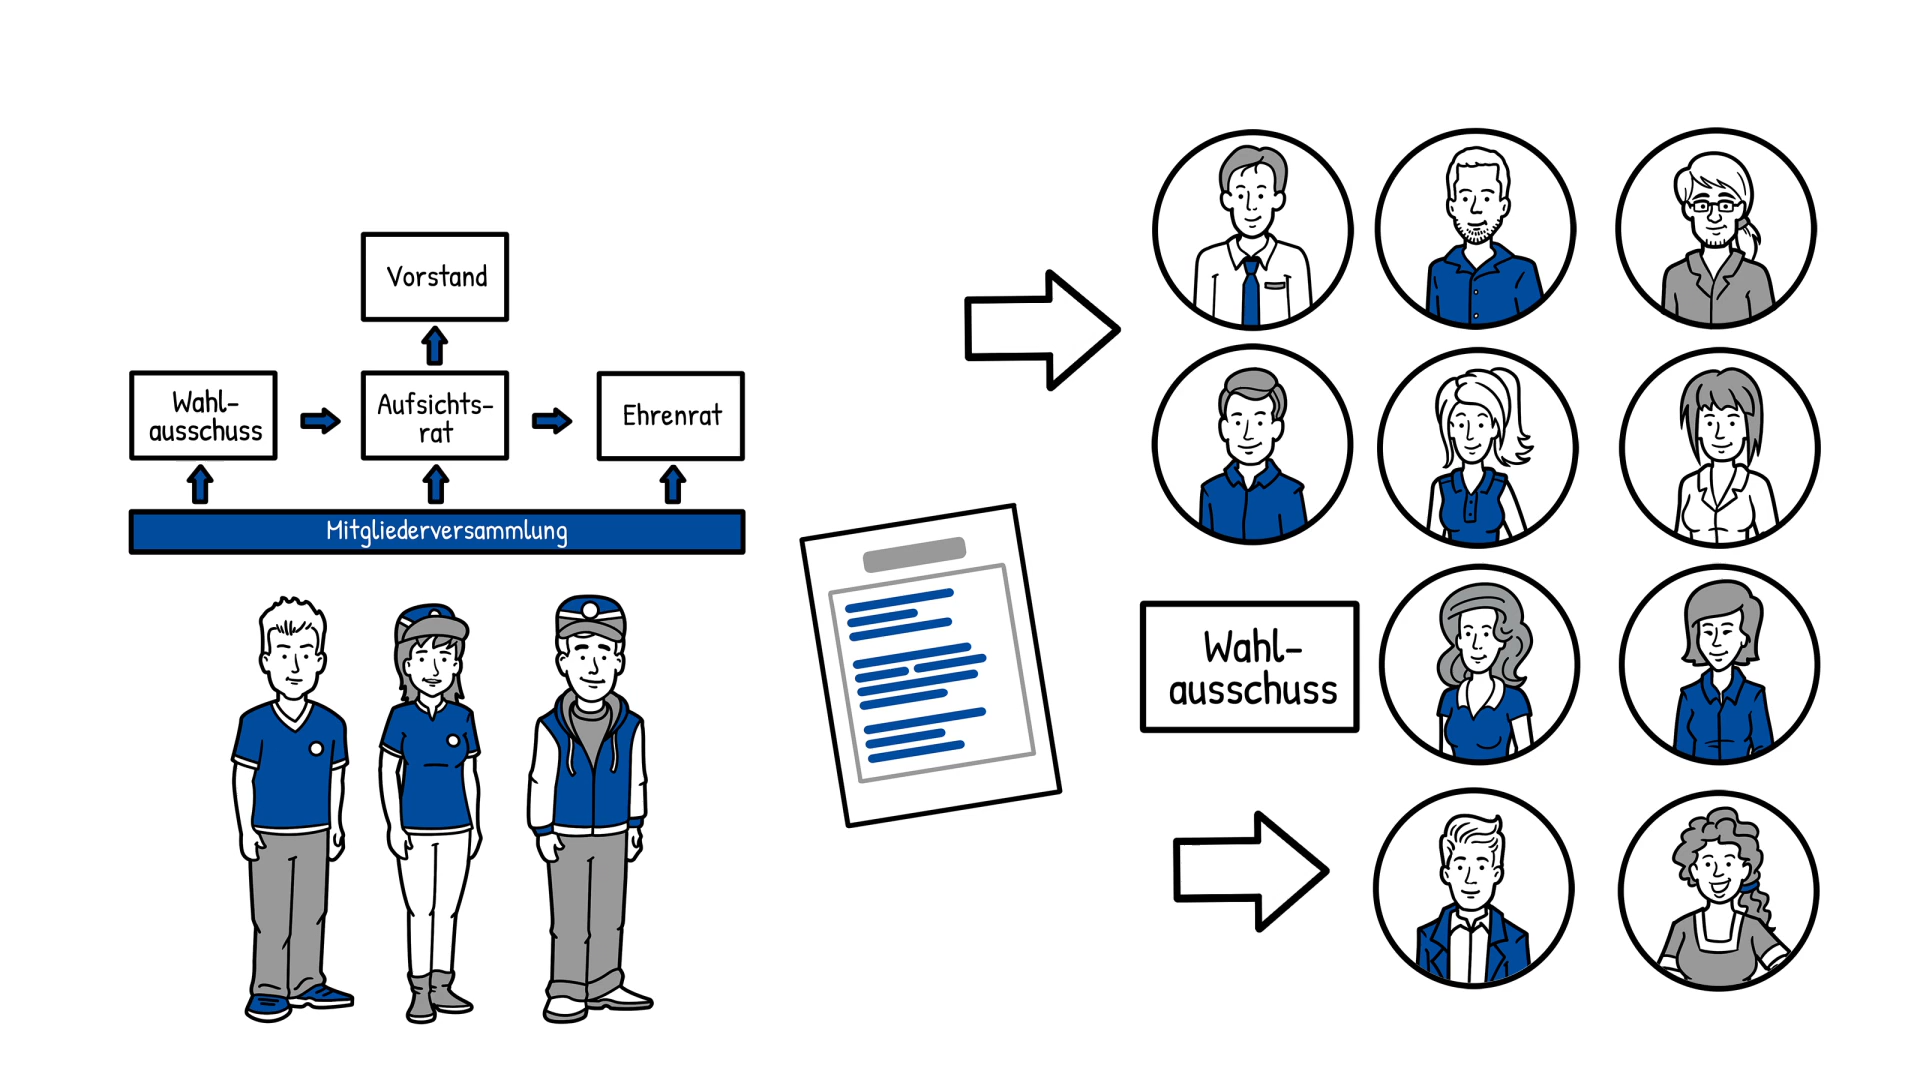 Vorstand
Wahl-
ausschuss
Aufsichts-
rat
Ehrenrat
Mitgliederversammlung
Wahl-
ausschuss